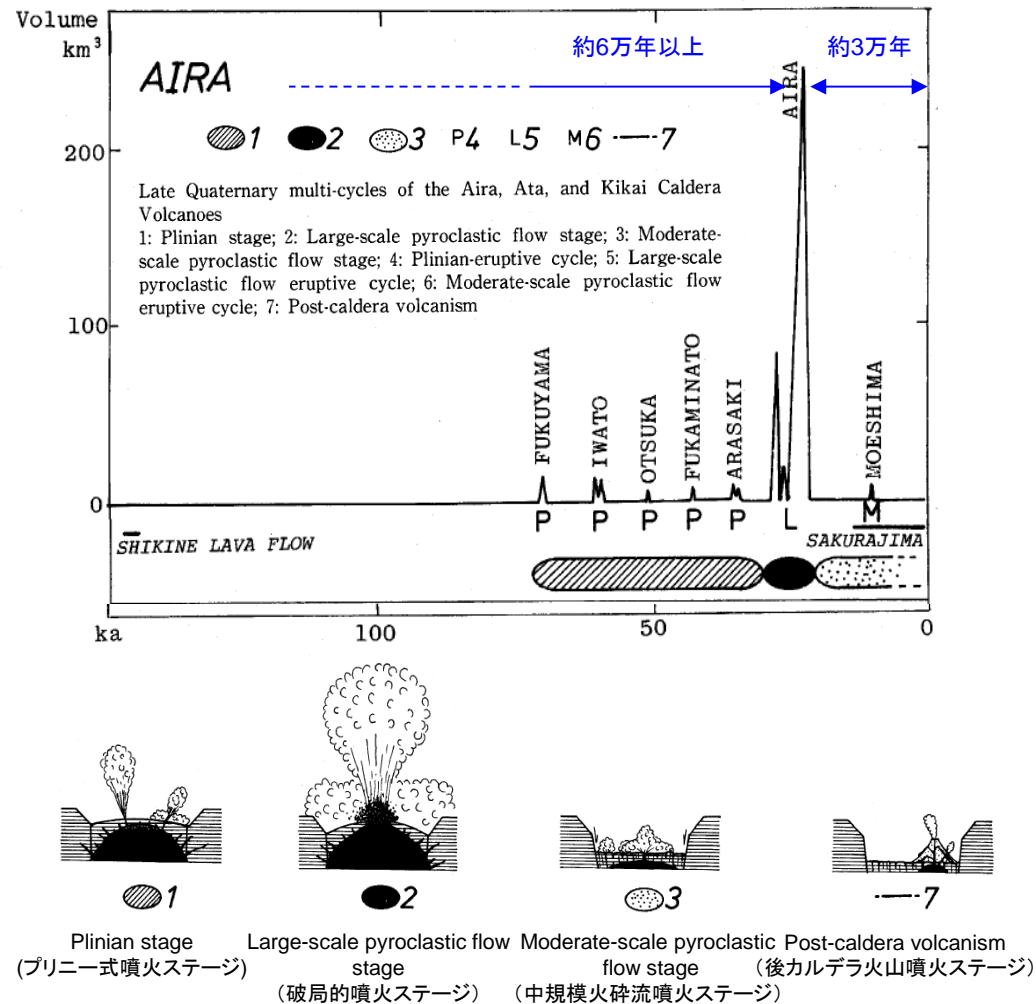 Volume
km³
AIRA
約6万年以上
約3万年
1 2 3 P4 L5 M6 7
Late Quaternary multi-cycles of the Aira, Ata, and Kikai Caldera
Volcanoes
1: Plinian stage; 2: Large-scale pyroclastic flow stage; 3: Moderate-
scale pyroclastic flow stage; 4: Plinian-eruptive cycle; 5: Large-scale
pyroclastic flow eruptive cycle; 6: Moderate-scale pyroclastic flow
eruptive cycle; 7: Post-caldera volcanism
200
100
0
FUKUYAMA
IWATO
OTSUKA
FUKAMINATO
ARASAKI
AIRA
MOESHIMA
P P P P P L M
SHIKINE LAVA FLOW
SAKURAJIMA
ka 100 50 0
1 2 3 7
Plinian stage
(プリニー式噴火ステージ)
Large-scale pyroclastic flow
stage
（破局的噴火ステージ）
Moderate-scale pyroclastic
flow stage
（中規模火砕流噴火ステージ）
Post-caldera volcanism
（後カルデラ火山噴火ステージ）